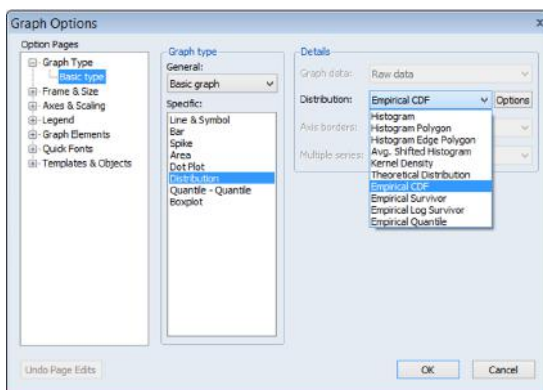 Graph Options
x
Option Pages
Graph Type
Basic type
Frame & Size
Axes & Scaling
Legend
Graph Elements
Quick Fonts
Templates & Objects
Graph type
General:
Basic graph
Specific:
Line & Symbol
Bar
Spike
Area
Dot Plot
Distribution
Quantile - Quantile
Boxplot
Details
Graph data: Raw data
Distribution: Empirical CDF Options
Axis borders:
Multiple series:
Histogram
Histogram Polygon
Histogram Edge Polygon
Avg. Shifted Histogram
Kernel Density
Theoretical Distribution
Empirical CDF
Empirical Survivor
Empirical Log Survivor
Empirical Quantile
Undo Page Edits
OK Cancel